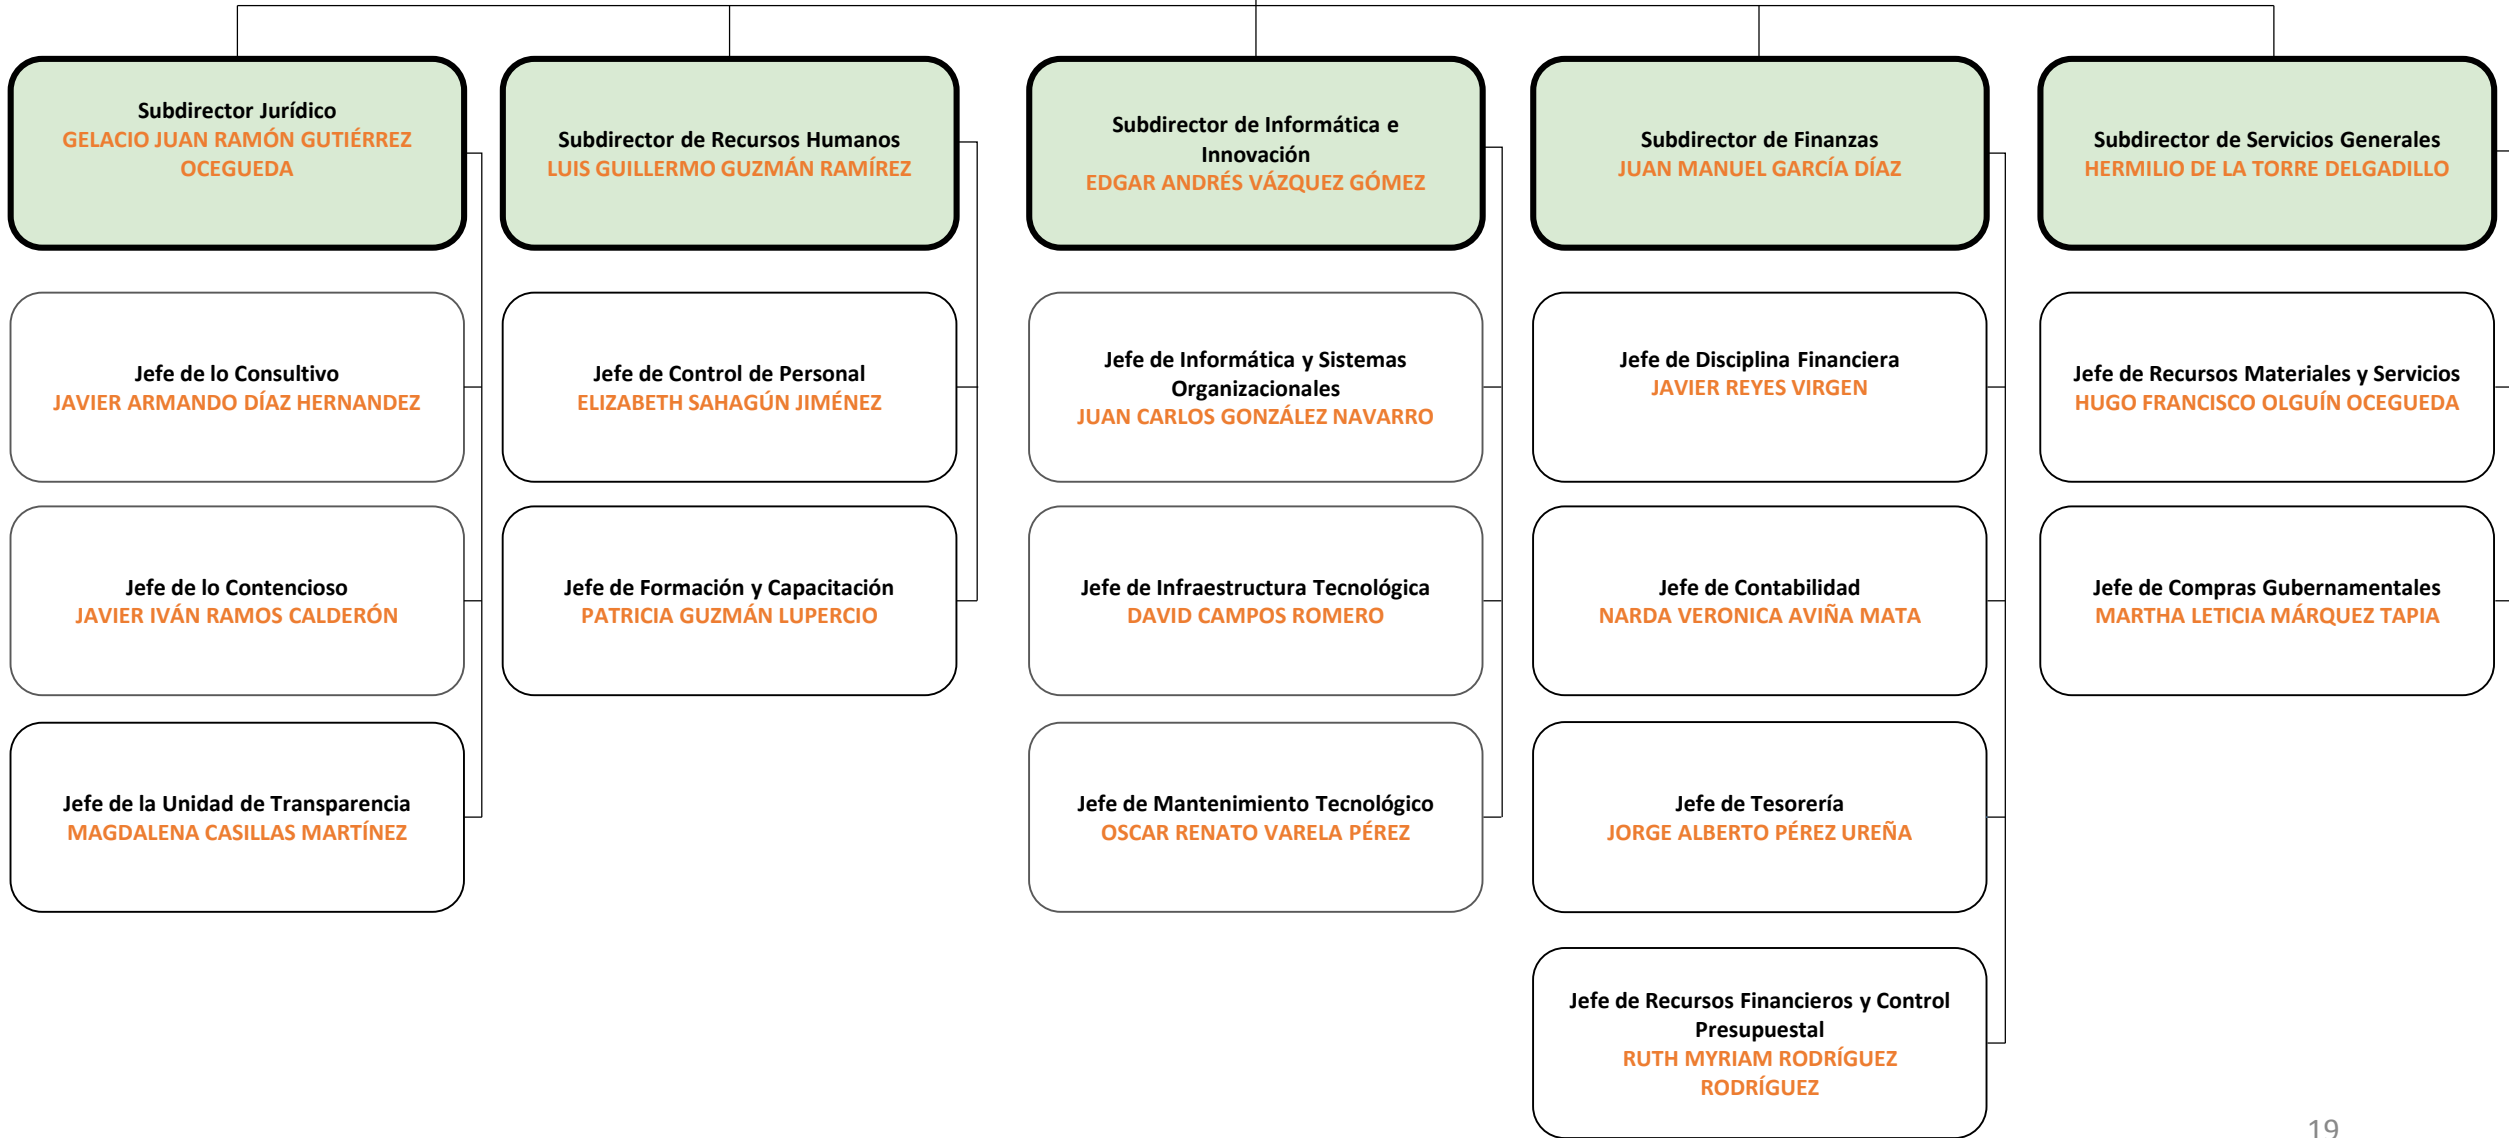 Subdirector Jurídico
GELACIO JUAN RAMÓN GUTIÉRREZ
OCEGUEDA
Subdirector de Recursos Humanos
LUIS GUILLERMO GUZMÁN RAMÍREZ
Subdirector de Informática e
Innovación
EDGAR ANDRÉS VÁZQUEZ GÓMEZ
Subdirector de Finanzas
JUAN MANUEL GARCÍA DÍAZ
Subdirector de Servicios Generales
HERMILIO DE LA TORRE DELGADILLO
Jefe de lo Consultivo
JAVIER ARMANDO DÍAZ HERNANDEZ
Jefe de Control de Personal
ELIZABETH SAHAGÚN JIMÉNEZ
Jefe de Informática y Sistemas
Organizacionales
JUAN CARLOS GONZÁLEZ NAVARRO
Jefe de Disciplina Financiera
JAVIER REYES VIRGEN
Jefe de Recursos Materiales y Servicios
HUGO FRANCISCO OLGUÍN OCEGUEDA
Jefe de lo Contencioso
JAVIER IVÁN RAMOS CALDERÓN
Jefe de Formación y Capacitación
PATRICIA GUZMÁN LUPERCIO
Jefe de Infraestructura Tecnológica
DAVID CAMPOS ROMERO
Jefe de Contabilidad
NARDA VERONICA AVIÑA MATA
Jefe de Compras Gubernamentales
MARTHA LETICIA MÁRQUEZ TAPIA
Jefe de la Unidad de Transparencia
MAGDALENA CASILLAS MARTÍNEZ
Jefe de Mantenimiento Tecnológico
OSCAR RENATO VARELA PÉREZ
Jefe de Tesorería
JORGE ALBERTO PÉREZ UREÑA
Jefe de Recursos Financieros y Control
Presupuestal
RUTH MYRIAM RODRÍGUEZ
RODRÍGUEZ
19